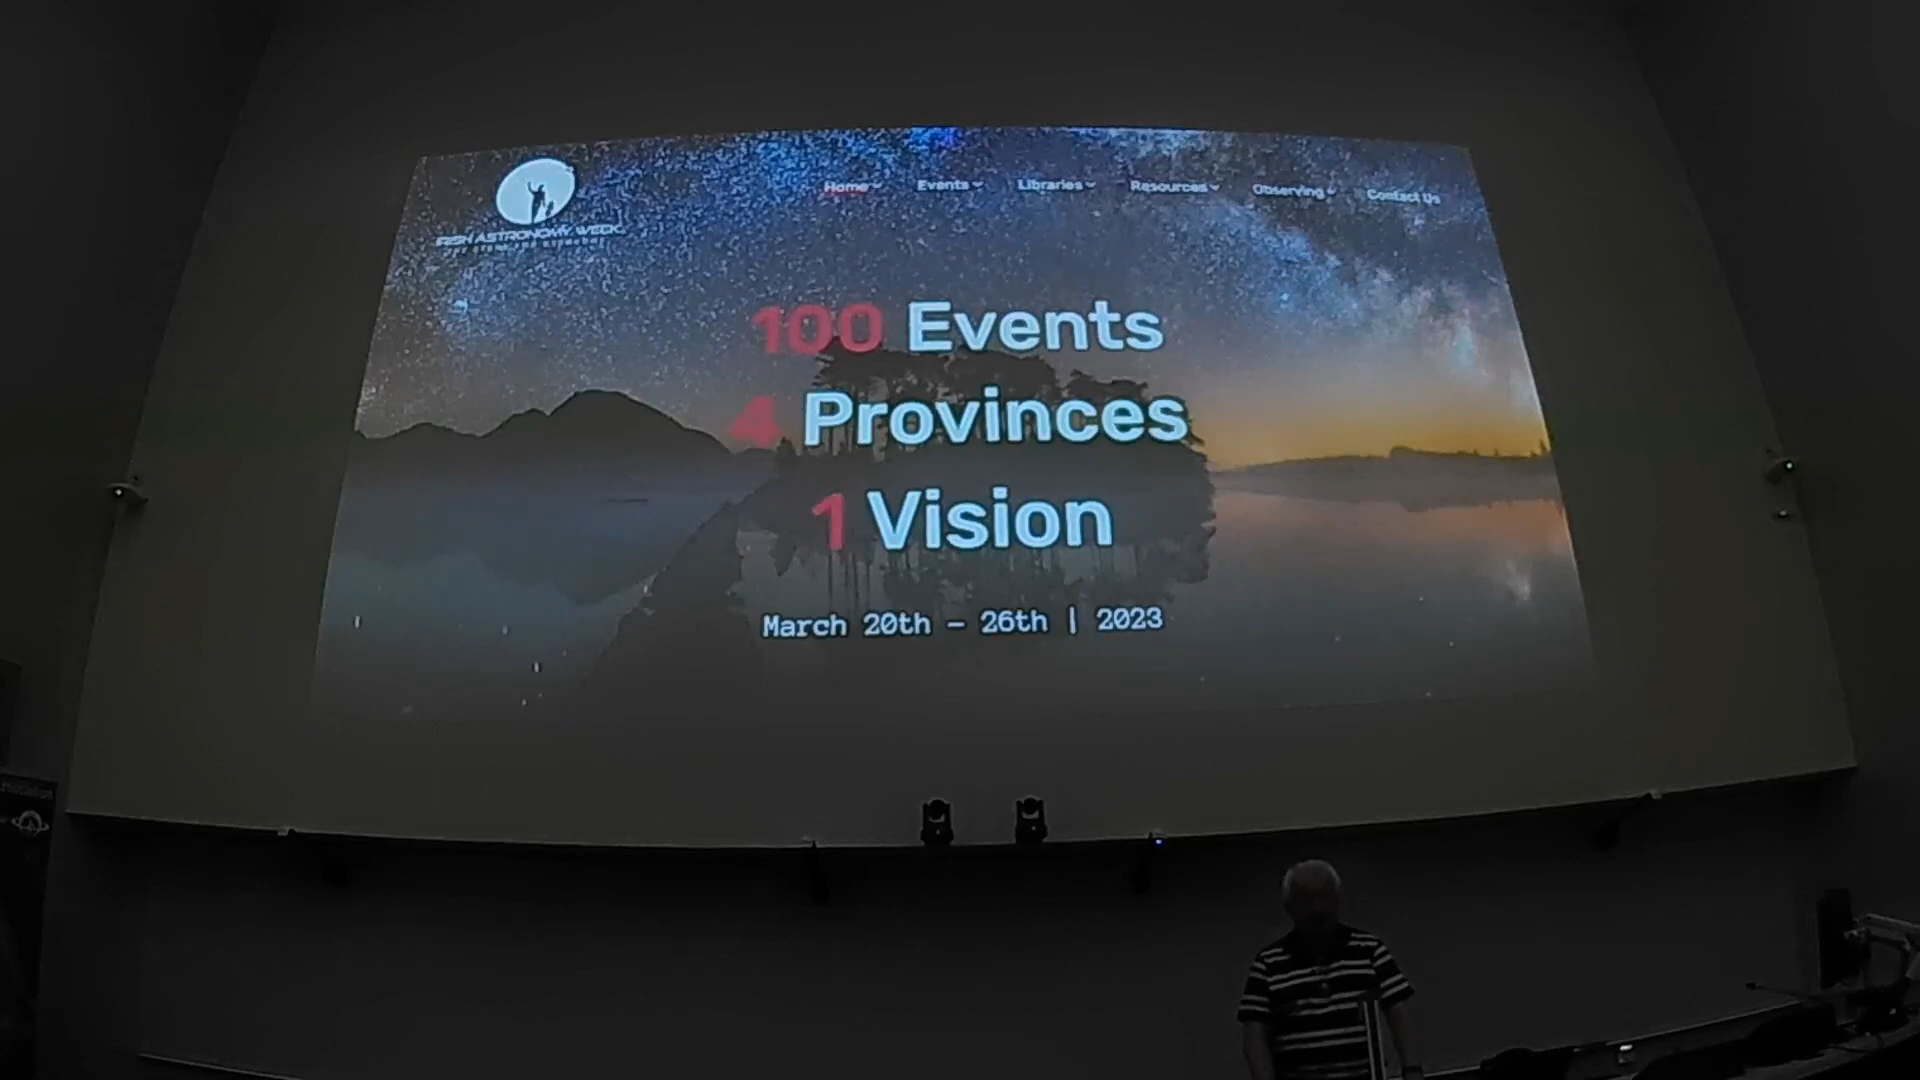 IRISH ASTRONOMY WEEK
Home Events Libraries Resources Observing Contact Us
100 Events
4 Provinces
1 Vision
March 20th - 26th | 2023